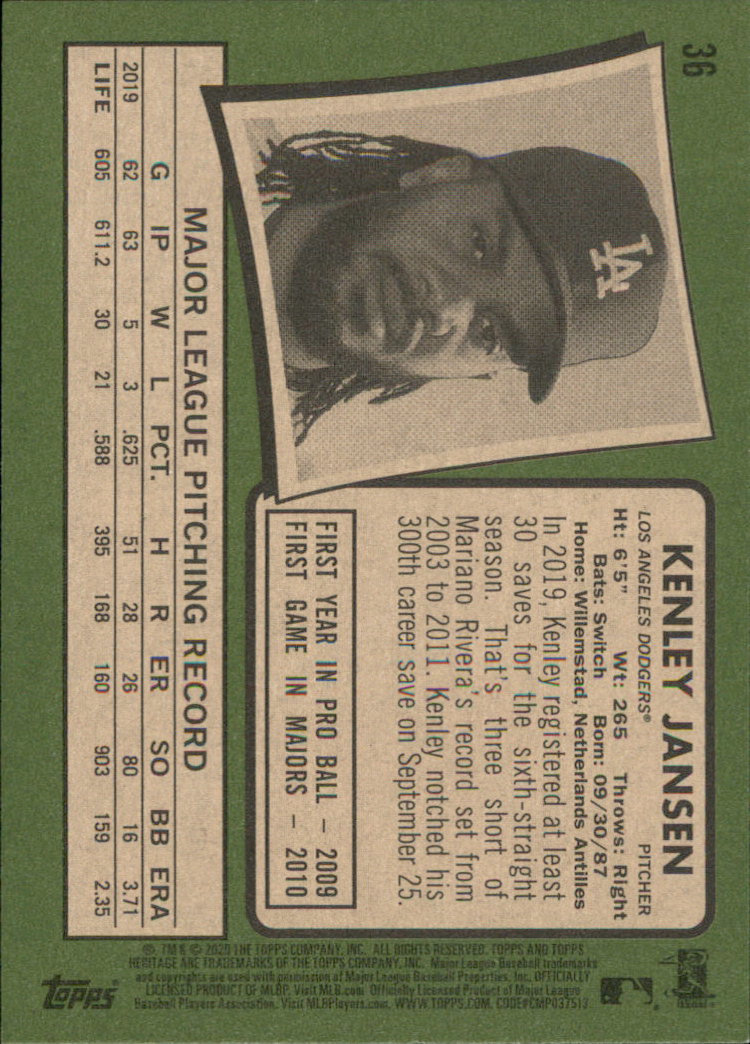 36
KENLEY JANSEN
LOS ANGELES DODGERS® PITCHER
Ht: 6'5" Wt: 265 Throws: Right
Bats: Switch Born: 09/30/87
Home: Willemstad, Netherlands Antilles
In 2019, Kenley registered at least
30 saves for the sixth-straight
season. That's three short of
Mariano Rivera's record set from
2003 to 2011. Kenley notched his
300th career save on September 25.
FIRST YEAR IN PRO BALL – 2009
FIRST GAME IN MAJORS – 2010
LA
MAJOR LEAGUE PITCHING RECORD
G IP W L PCT. H R ER SO BB ERA
2019 62 63 5 3 .625 51 28 26 80 16 3.71
LIFE 605 611.2 30 21 .588 395 168 160 903 159 2.35
® TM & © 2020 THE TOPPS COMPANY, INC. ALL RIGHTS RESERVED. TOPPS AND TOPPS
HERITAGE ARE TRADEMARKS OF THE TOPPS COMPANY, INC. Major League Baseball trademarks
and copyrights are used with permission of Major League Baseball Properties, Inc. OFFICIALLY
LICENSED PRODUCT OF MLBP. Visit MLB.com Officially Licensed Product of Major League
Baseball Players Association. Visit MLBPlayers.com. WWW.TOPPS.COM. CODE#CMP037513
topps